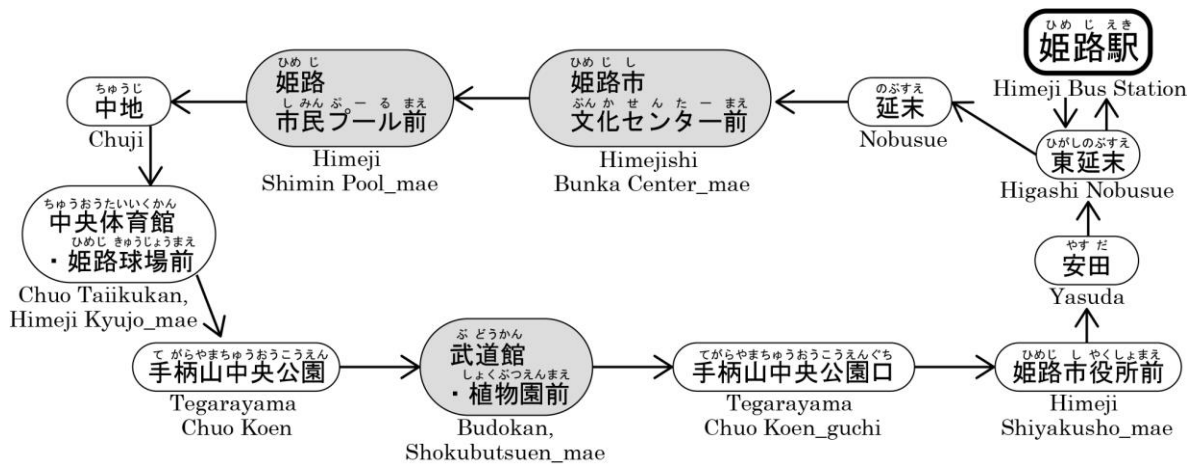 ひめじえき
姫路駅
Himeji Bus Station
ひがしのぶすえ
東延末
Higashi Nobusue
のぶすえ
延末
Nobusue
ひめじし
姫路市
ぶんかせんたーまえ
文化センター前
Himejishi
Bunka Center_mae
ひめじ
姫路
しみんぷーるまえ
市民プール前
Himeji
Shimin Pool_mae
ちゅうじ
中地
Chuji
ちゅうおうたいいくかん
中央体育館
ひめじ きゅうじょうまえ
・姫路球場前
Chuo Taiikukan,
Himeji Kyujo_mae
てがらやまちゅうおうこうえん
手柄山中央公園
Tegarayama
Chuo Koen
ぶどうかん
武道館
しょくぶつえんまえ
・植物園前
Budokan,
Shokubutsuen_mae
てがらやまちゅうおうこうえんぐち
手柄山中央公園口
Tegarayama
Chuo Koen_guchi
ひめじ し やくしょまえ
姫路市役所前
Himeji
Shiyakusho_mae
やすだ
安田
Yasuda